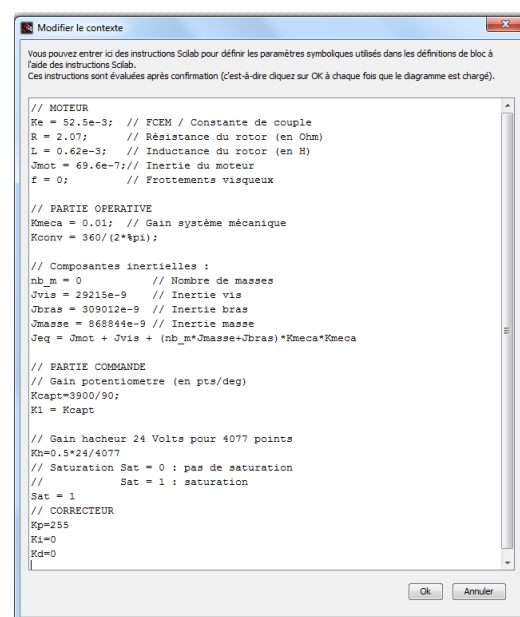 Modifier le contexte
Vous pouvez entrer ici des instructions Scilab pour définir les paramètres symboliques utilisés dans les définitions de bloc à
l'aide des instructions Scilab.
Ces instructions sont évaluées après confirmation (c'est-à-dire cliquez sur OK à chaque fois que le diagramme est chargé).
// MOTEUR
Ke = 52.5e-3;  // FCEM / Constante de couple
R = 2.07;      // Résistance du rotor (en Ohm)
L = 0.62e-3;   // Inductance du rotor (en H)
Jmot = 69.6e-7;// Inertie du moteur
f = 0;         // Frottements visqueux
// PARTIE OPERATIVE
Kmeca = 0.01;  // Gain système mécanique
Kconv = 360/(2*%pi);
// Composantes inertielles :
nb_m = 0          // Nombre de masses
Jvis = 29215e-9    // Inertie vis
Jbras = 309012e-9  // Inertie bras
Jmasse = 868844e-9 // Inertie masse
Jeq = Jmot + Jvis + (nb_m*Jmasse+Jbras)*Kmeca*Kmeca
// PARTIE COMMANDE
// Gain potentiometre (en pts/deg)
Kcapt=3900/90;
K1 = Kcapt
// Gain hacheur 24 Volts pour 4077 points
Kh=0.5*24/4077
// Saturation Sat = 0 : pas de saturation
//            Sat = 1 : saturation
Sat = 1
// CORRECTEUR
Kp=255
Ki=0
Kd=0
Ok Annuler